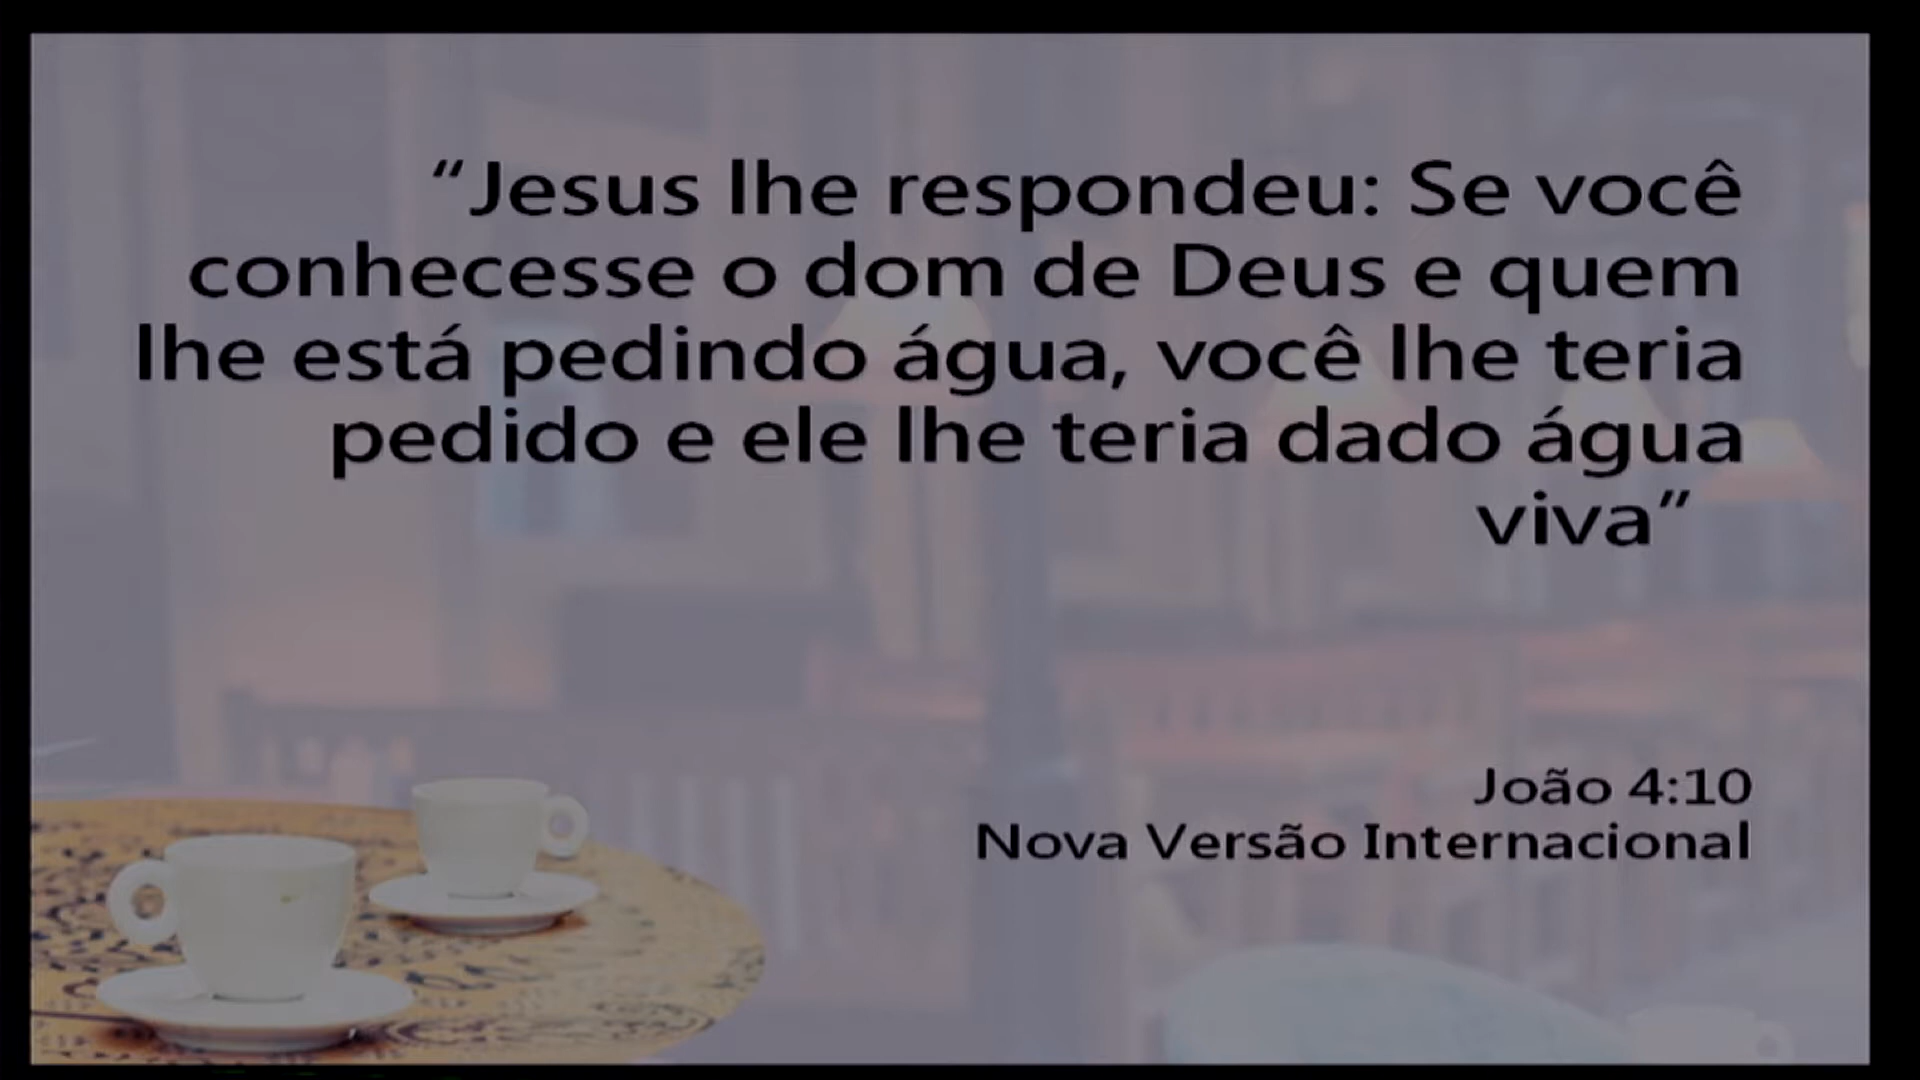 “Jesus lhe respondeu: Se você
conhecesse o dom de Deus e quem
lhe está pedindo água, você lhe teria
pedido e ele lhe teria dado água
viva”
João 4:10
Nova Versão Internacional